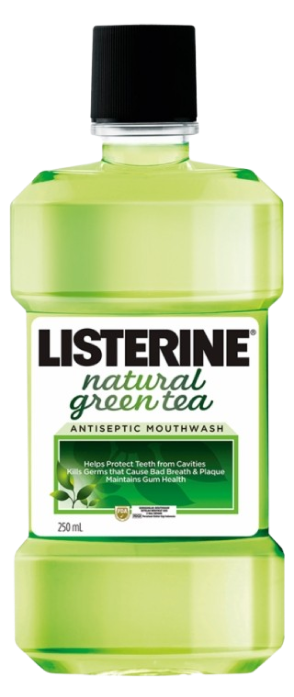 LISTERINE®
natural
green tea
ANTISEPTIC MOUTHWASH
Helps Protect Teeth from Cavities
Kills Germs that Cause Bad Breath & Plaque
Maintains Gum Health
250 mL